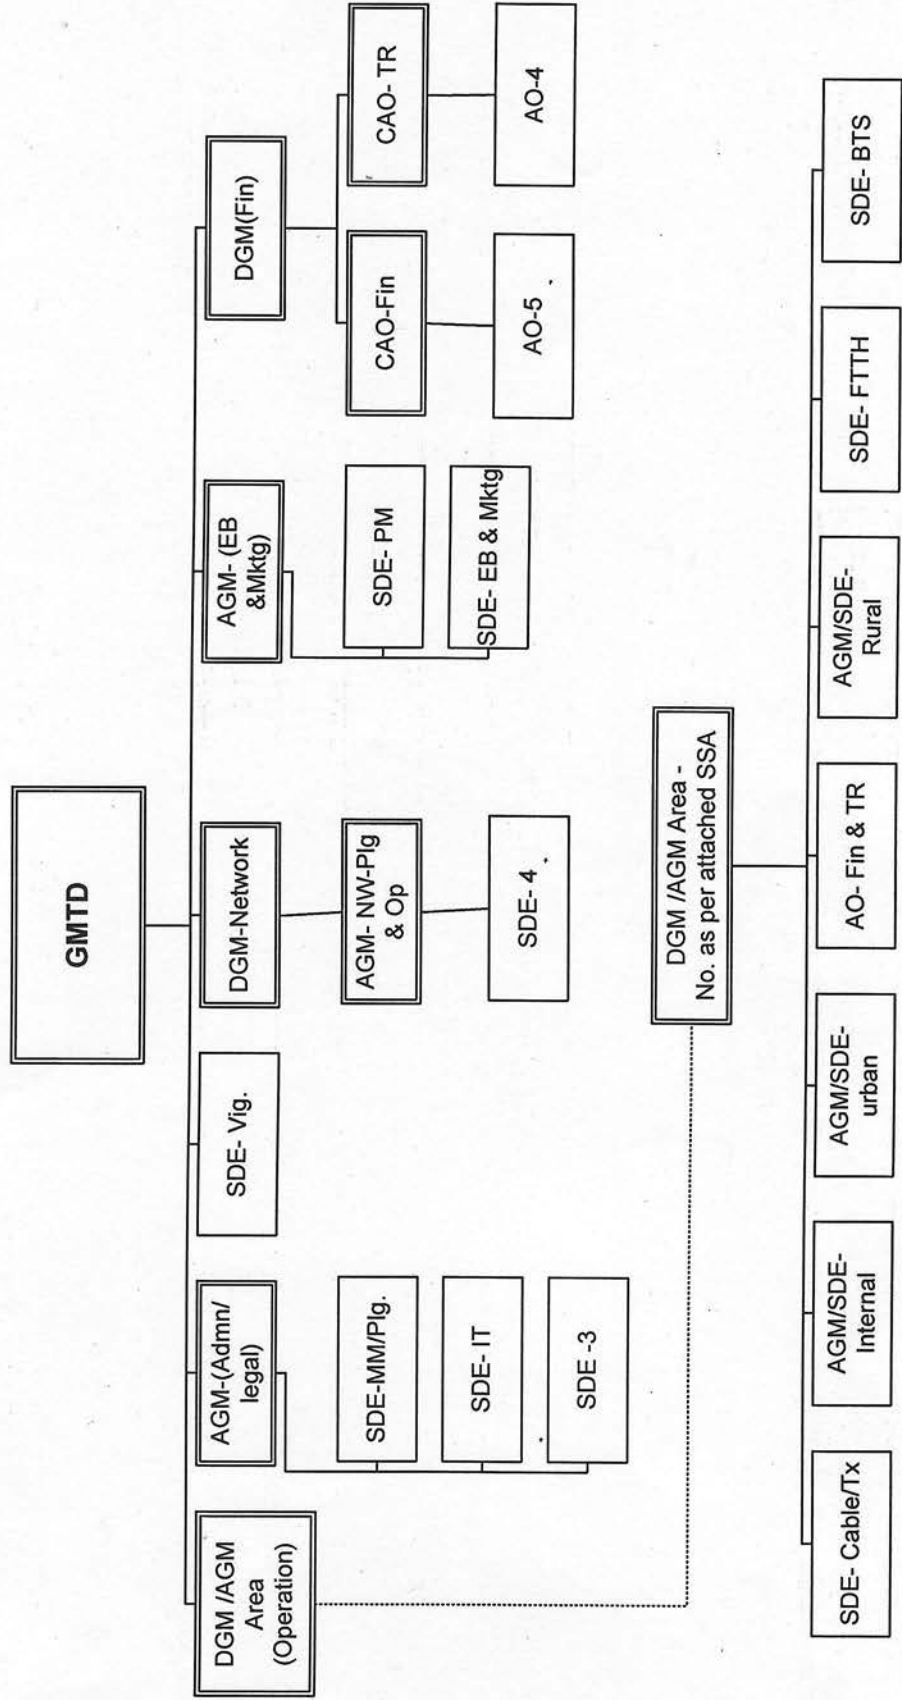 GMTD
DGM /AGM
Area
(Operation)
AGM-(Admn/
legal)
SDE- Vig.
DGM-Network
AGM- (EB
&Mktg)
DGM(Fin)
SDE-MM/Plg.
SDE- IT
SDE -3
AGM- NW-Plg
& Op
SDE- 4
SDE- PM
SDE- EB & Mktg
CAO-Fin
CAO- TR
AO-5
AO-4
DGM /AGM Area -
No. as per attached SSA
SDE- Cable/Tx
AGM/SDE-
Internal
AGM/SDE-
urban
AO- Fin & TR
AGM/SDE-
Rural
SDE- FTTH
SDE- BTS